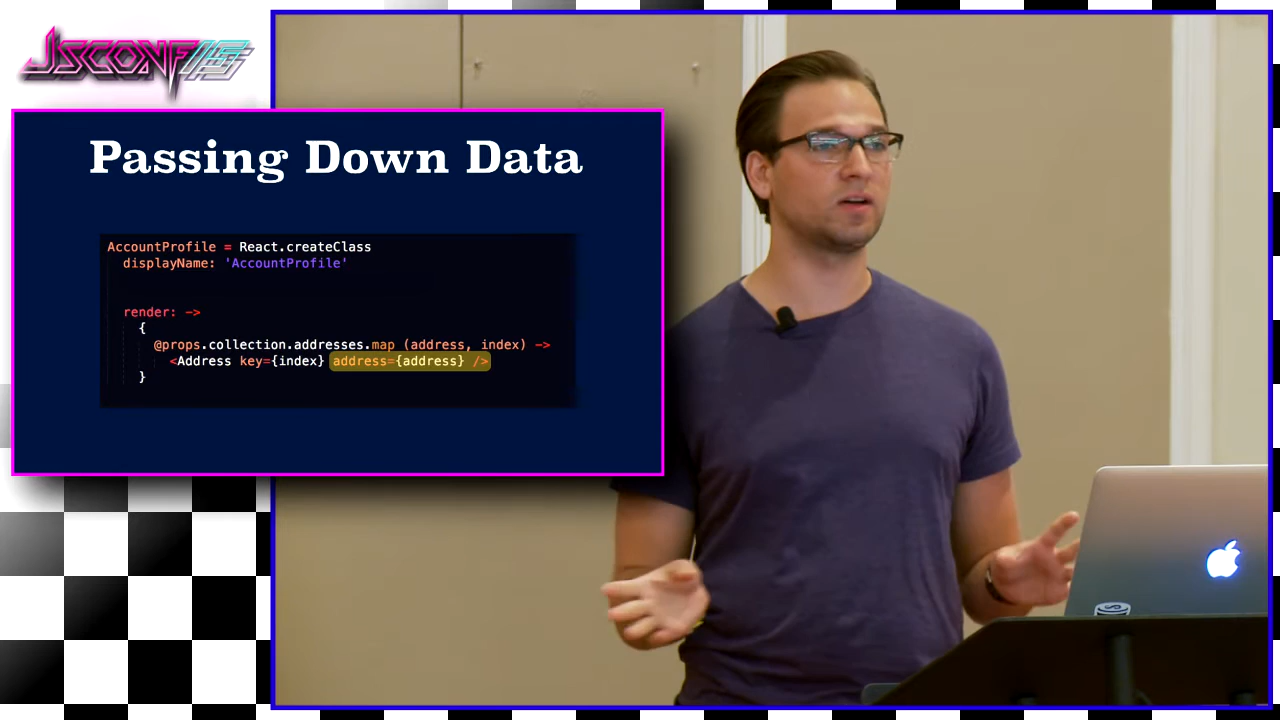 JSCONF15
Passing Down Data
AccountProfile = React.createClass
displayName: 'AccountProfile'
render: ->
{
@props.collection.addresses.map (address, index) ->
<Address key={index} address={address} />
}